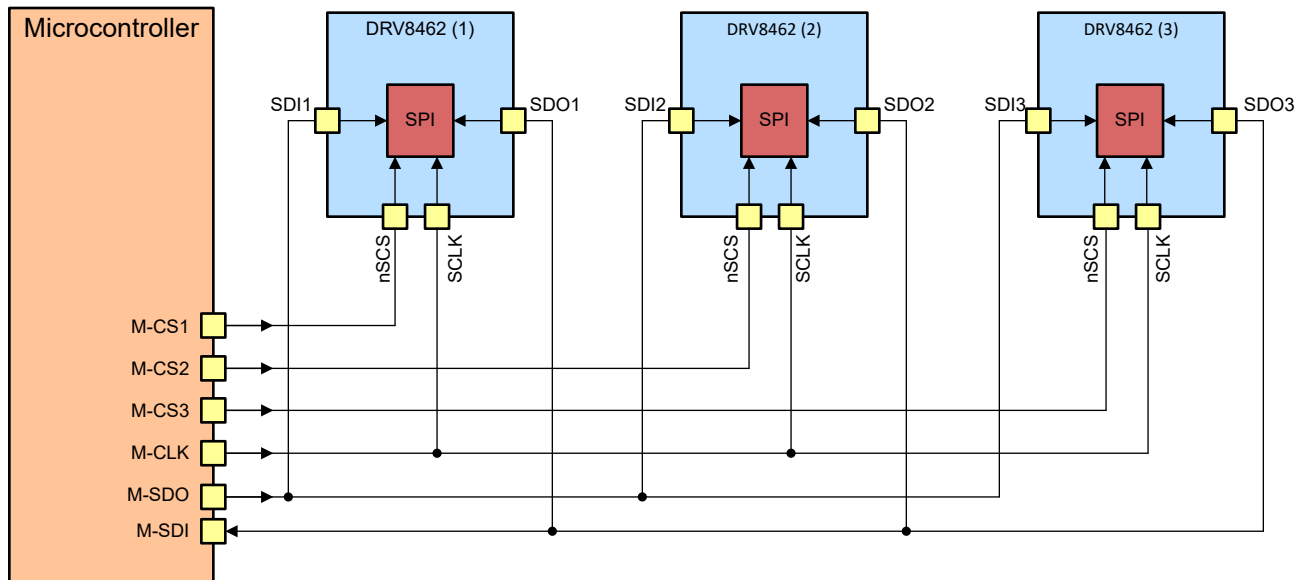 Microcontroller
DRV8462 (1)
DRV8462 (2)
DRV8462 (3)
SDI1
SPI
SDO1
SDI2
SPI
SDO2
SDI3
SPI
SDO3
nSCS
SCLK
nSCS
SCLK
nSCS
SCLK
M-CS1
M-CS2
M-CS3
M-CLK
M-SDO
M-SDI